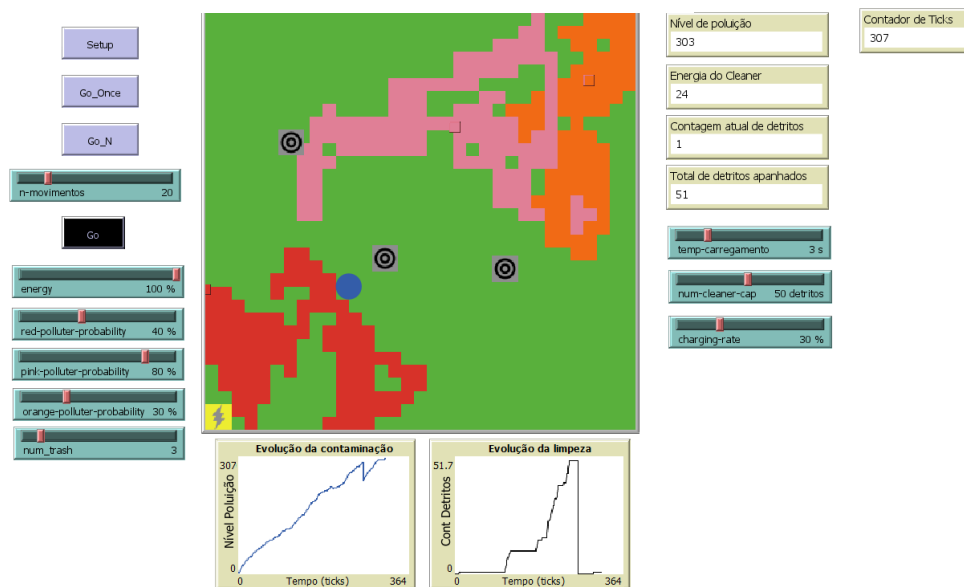 Setup
Go_Once
Go_N
n-movimentos 20
Go
energy 100 %
red-polluter-probability 40 %
pink-polluter-probability 80 %
orange-polluter-probability 30 %
num_trash 3
Nível de poluição
303
Contador de Ticks
307
Energia do Cleaner
24
Contagem atual de detritos
1
Total de detritos apanhados
51
temp-carregamento 3 s
num-cleaner-cap 50 detritos
charging-rate 30 %
Evolução da contaminação
307
Nível Poluição
0
0 Tempo (ticks) 364
Evolução da limpeza
51.7
Cont Detritos
0
0 Tempo (ticks) 364